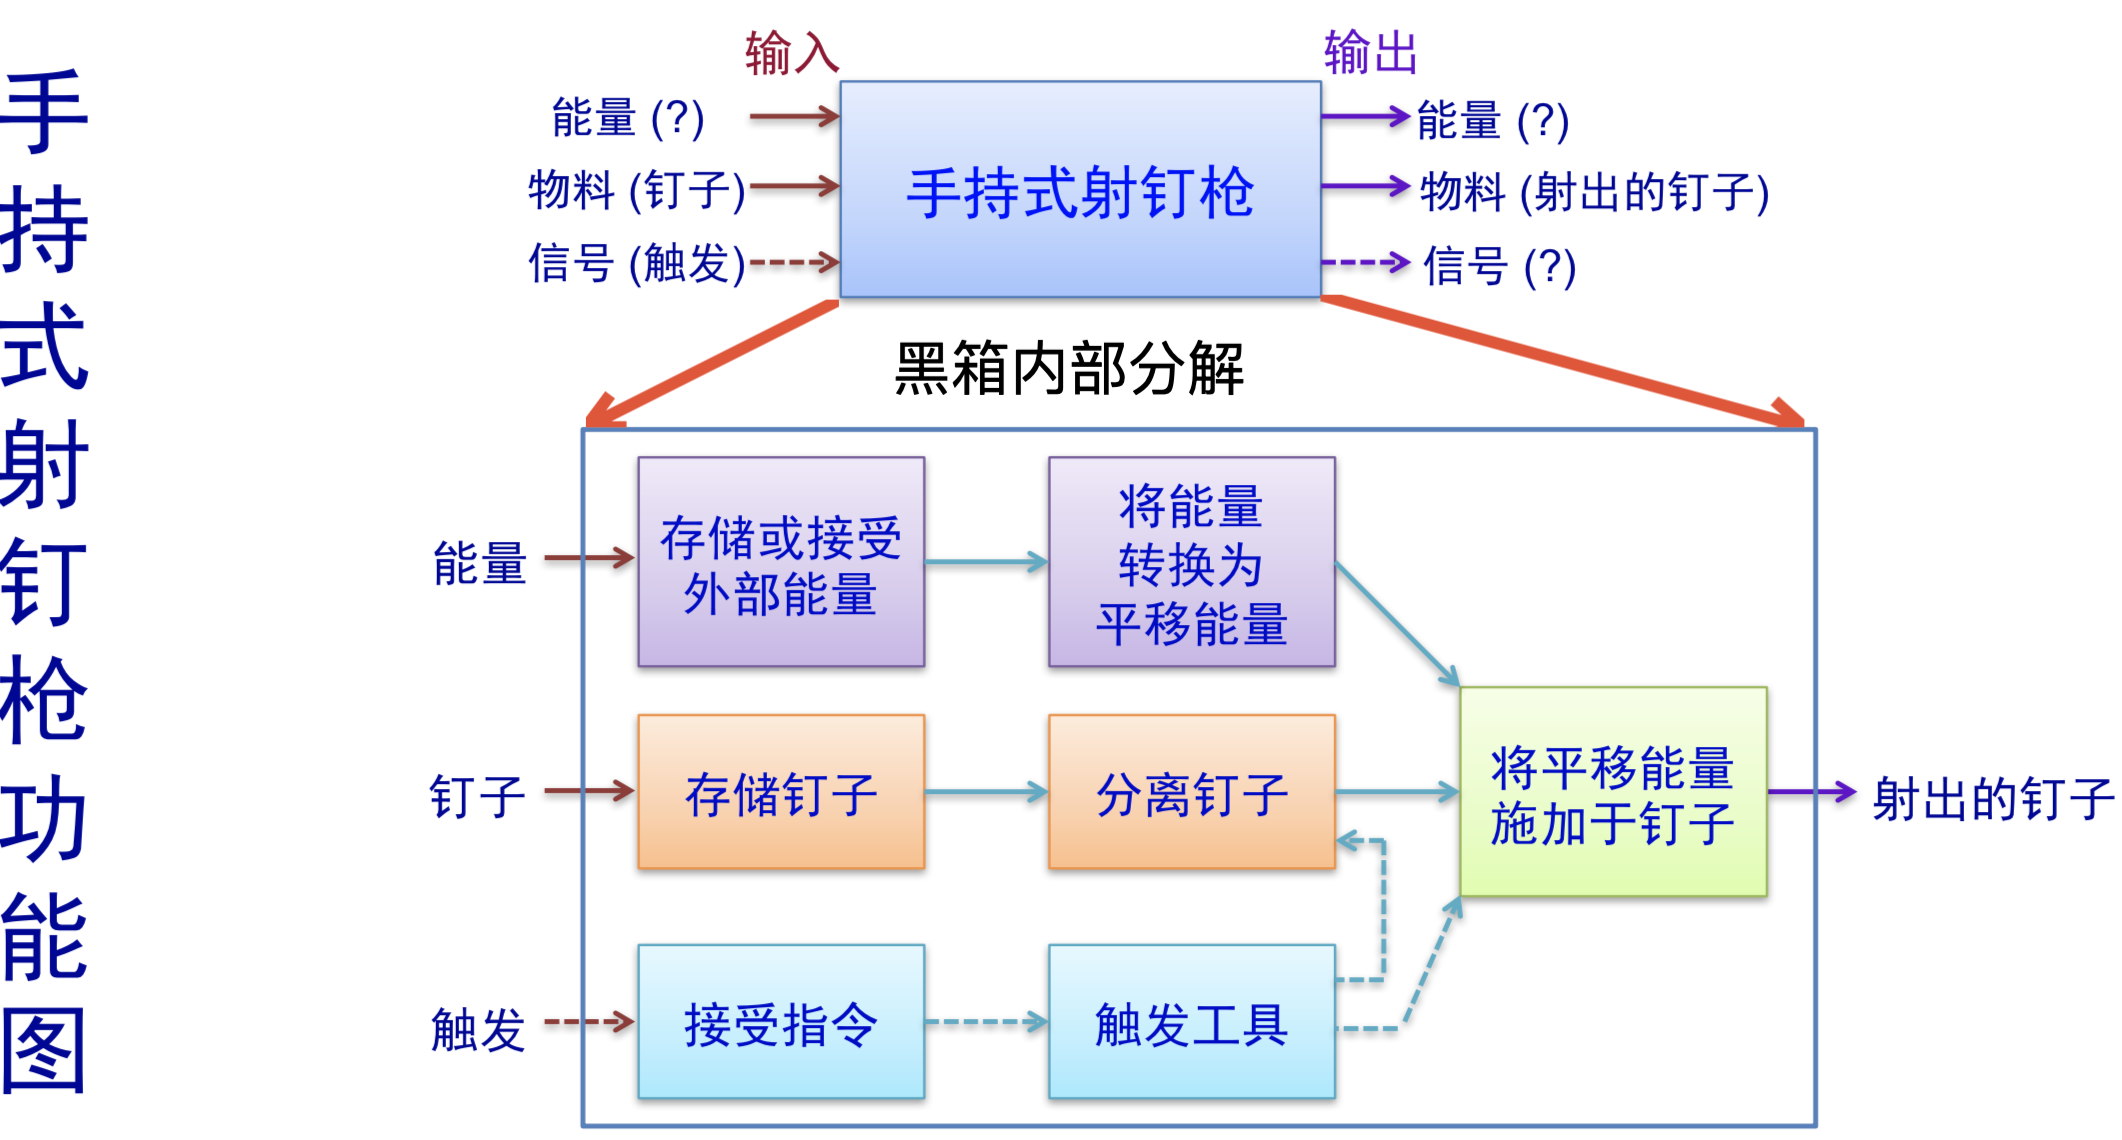 手持式射钉枪功能图
输入
输出
能量 (?)
物料 (钉子)
信号 (触发)
手持式射钉枪
能量 (?)
物料 (射出的钉子)
信号 (?)
黑箱内部分解
能量
存储或接受
外部能量
将能量
转换为
平移能量
钉子
存储钉子
分离钉子
将平移能量
施加于钉子
射出的钉子
触发
接受指令
触发工具